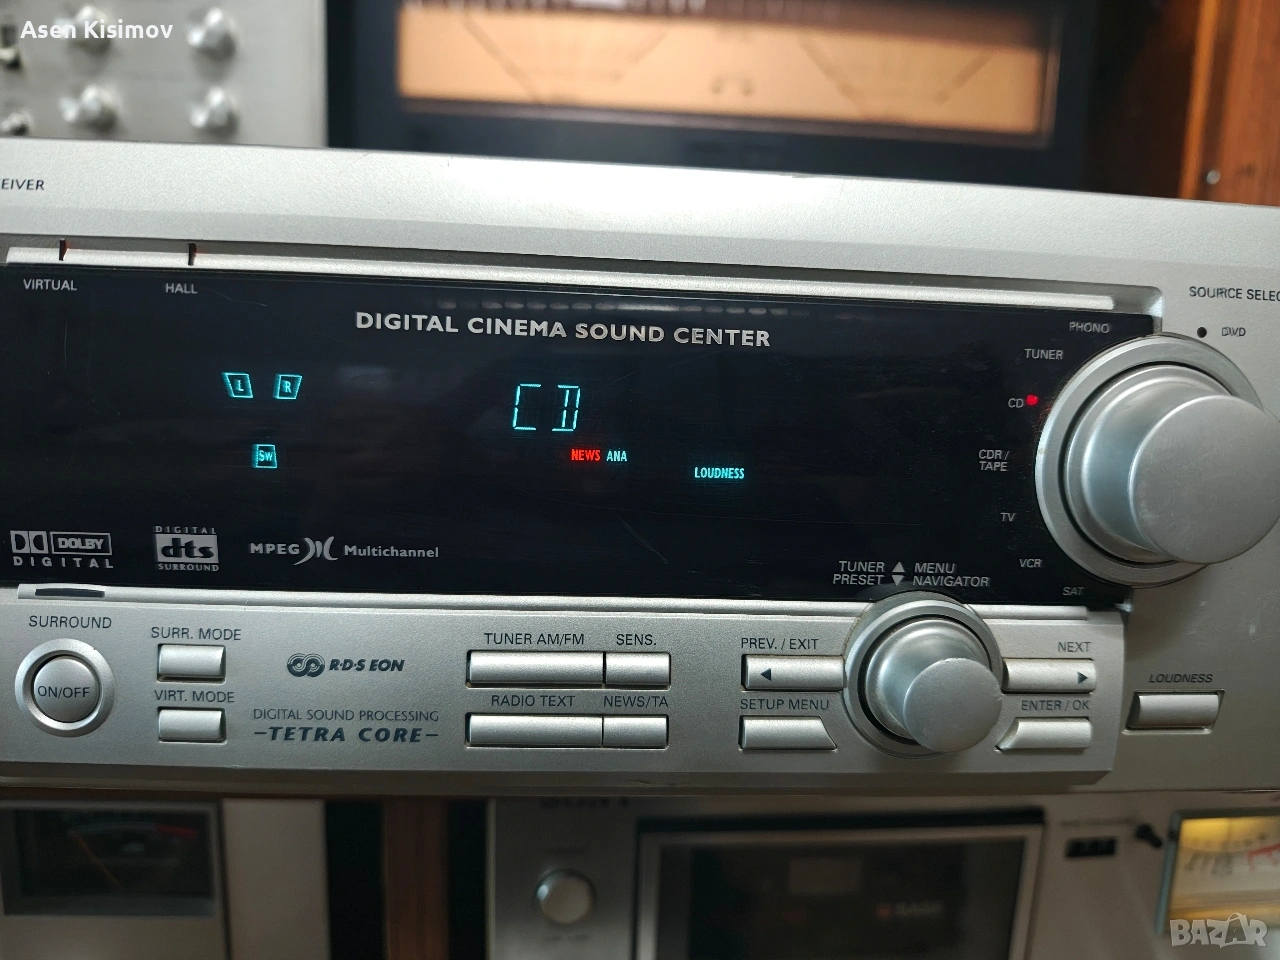 Asen Kisimov
EIVER
VIRTUAL
HALL
SOURCE SELEC
DIGITAL CINEMA SOUND CENTER
PHONO
DVD
TUNER
L R
CD
CD
SW
NEWS ANA
LOUDNESS
CDR/
TAPE
TV
DOLBY
DIGITAL
DIGITAL
dts
SURROUND
MPEG Multichannel
VCR
SAT
TUNER ▲ MENU
PRESET ▼ NAVIGATOR
SURROUND
ON/OFF
SURR. MODE
VIRT. MODE
R·D·S EON
DIGITAL SOUND PROCESSING
–TETRA CORE–
TUNER AM/FM
SENS.
RADIO TEXT
NEWS/TA
PREV. / EXIT
SETUP MENU
NEXT
ENTER / OK
LOUDNESS
SONY
BAZAR